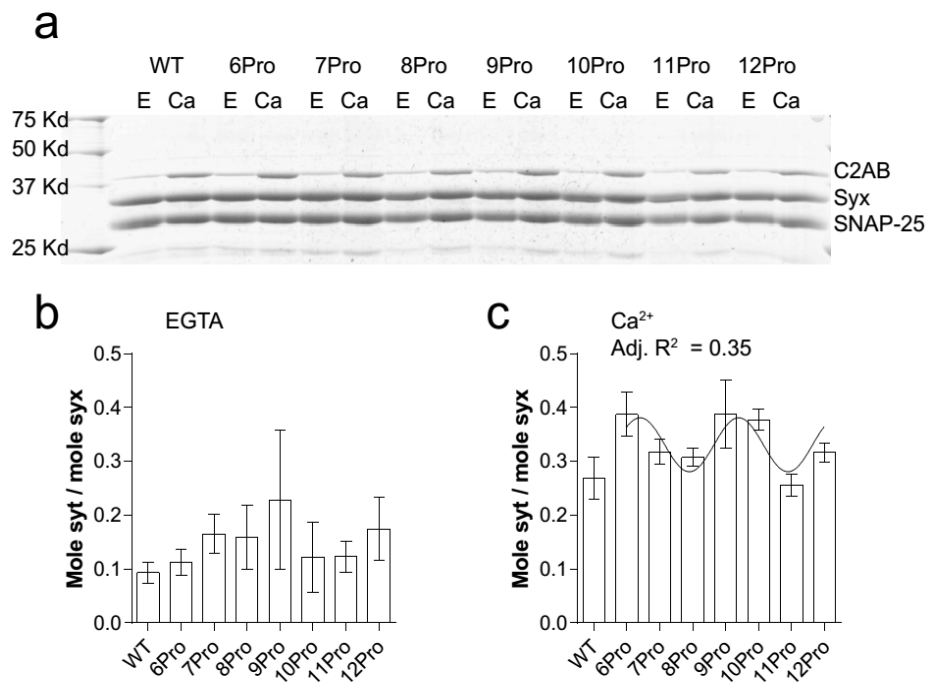 a
WT 6Pro 7Pro 8Pro 9Pro 10Pro 11Pro 12Pro
E Ca E Ca E Ca E Ca E Ca E Ca E Ca E Ca
75 Kd
50 Kd
37 Kd
25 Kd
C2AB
Syx
SNAP-25
b
EGTA
Mole syt / mole syx
0.5
0.4
0.3
0.2
0.1
0.0
WT 6Pro 7Pro 8Pro 9Pro 10Pro 11Pro 12Pro
c
Ca²⁺
Adj. R² = 0.35
Mole syt / mole syx
0.5
0.4
0.3
0.2
0.1
0.0
WT 6Pro 7Pro 8Pro 9Pro 10Pro 11Pro 12Pro